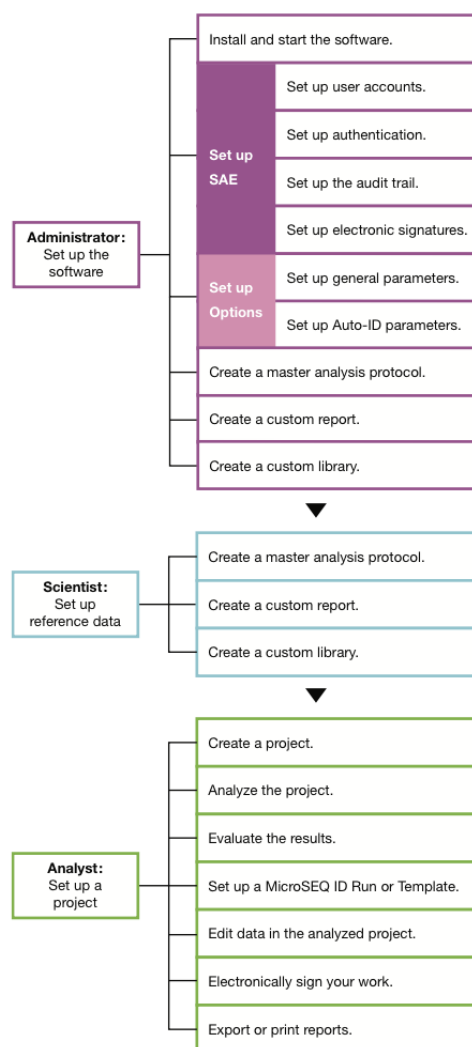 Install and start the software.
Set up
SAE
Set up user accounts.
Set up authentication.
Set up the audit trail.
Set up electronic signatures.
Administrator:
Set up the
software
Set up
Options
Set up general parameters.
Set up Auto-ID parameters.
Create a master analysis protocol.
Create a custom report.
Create a custom library.
Scientist:
Set up
reference data
Create a master analysis protocol.
Create a custom report.
Create a custom library.
Analyst:
Set up a
project
Create a project.
Analyze the project.
Evaluate the results.
Set up a MicroSEQ ID Run or Template.
Edit data in the analyzed project.
Electronically sign your work.
Export or print reports.